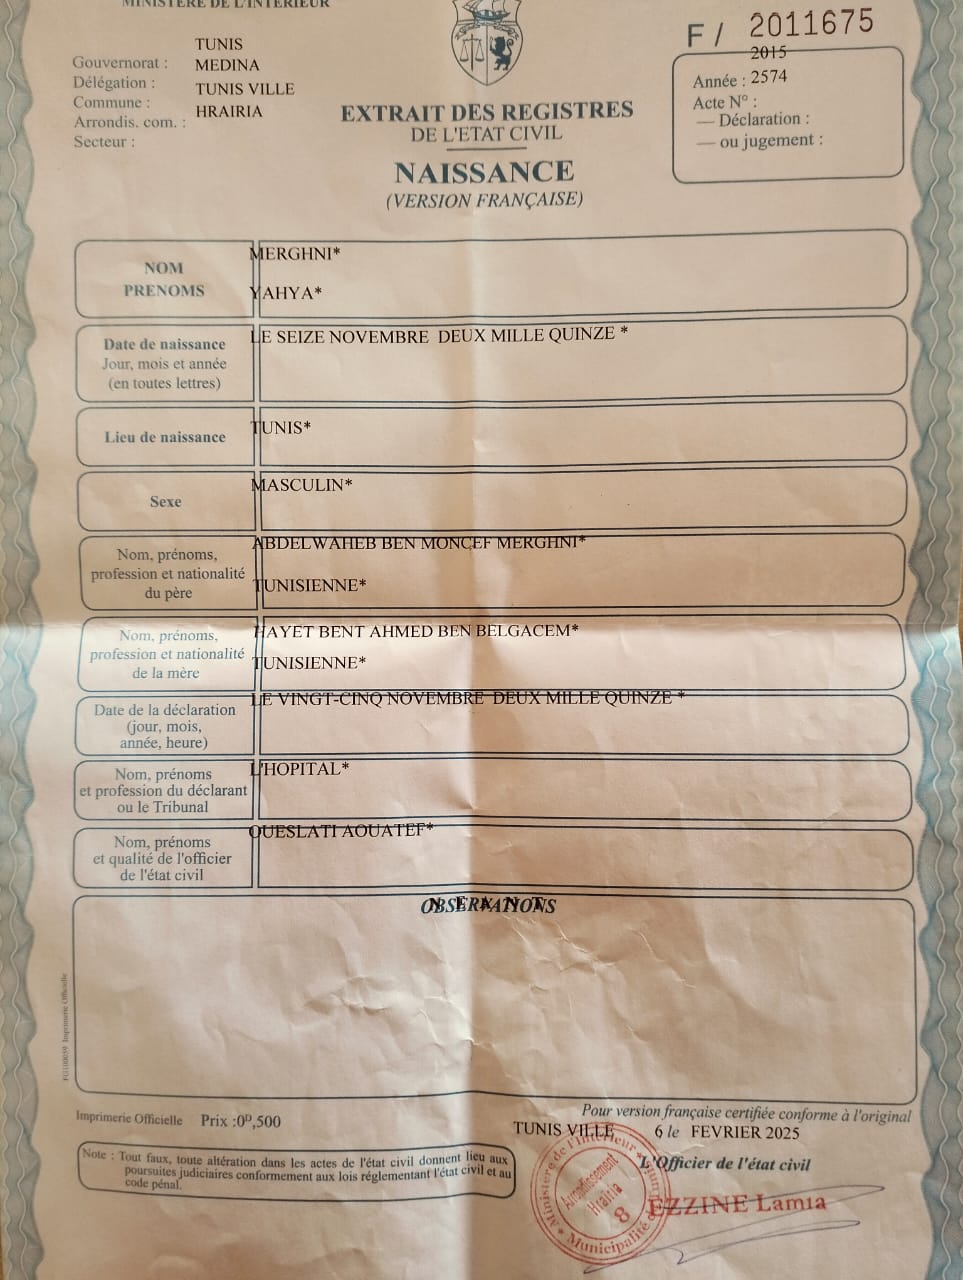 MINISTERE DE L'INTERIEUR
TUNIS
Gouvernorat : MEDINA
Délégation : TUNIS VILLE
Commune : HRAIRIA
Arrondis. com. :
Secteur :
F / 2011675
2015
Année : 2574
Acte N° :
— Déclaration :
— ou jugement :
EXTRAIT DES REGISTRES
DE L'ETAT CIVIL
NAISSANCE
(VERSION FRANÇAISE)
NOM MERGHNI*
PRENOMS YAHYA*
Date de naissance LE SEIZE NOVEMBRE DEUX MILLE QUINZE *
Jour, mois et année
(en toutes lettres)
Lieu de naissance TUNIS*
Sexe MASCULIN*
Nom, prénoms, ABDELWAHEB BEN MONCEF MERGHNI*
profession et nationalité TUNISIENNE*
du père
Nom, prénoms, HAYET BENT AHMED BEN BELGACEM*
profession et nationalité TUNISIENNE*
de la mère
Date de la déclaration LE VINGT-CINQ NOVEMBRE DEUX MILLE QUINZE *
(jour, mois,
année, heure)
Nom, prénoms L'HOPITAL*
et profession du déclarant
ou le Tribunal
Nom, prénoms OUESLATI AOUATEF*
et qualité de l'officier
de l'état civil
OBSERVATIONS
Imprimerie Officielle Prix :0ᴰ,500
Pour version française certifiée conforme à l'original
TUNIS VILLE 6 le FEVRIER 2025
Note : Tout faux, toute altération dans les actes de l'état civil donnent lieu aux
poursuites judiciaires conformement aux lois réglementant l'état civil et au
code pénal.
L'Officier de l'état civil
EZZINE Lamia
Ministère de l'Intérieur
Arrondissement
Hrairia
8
Municipalité